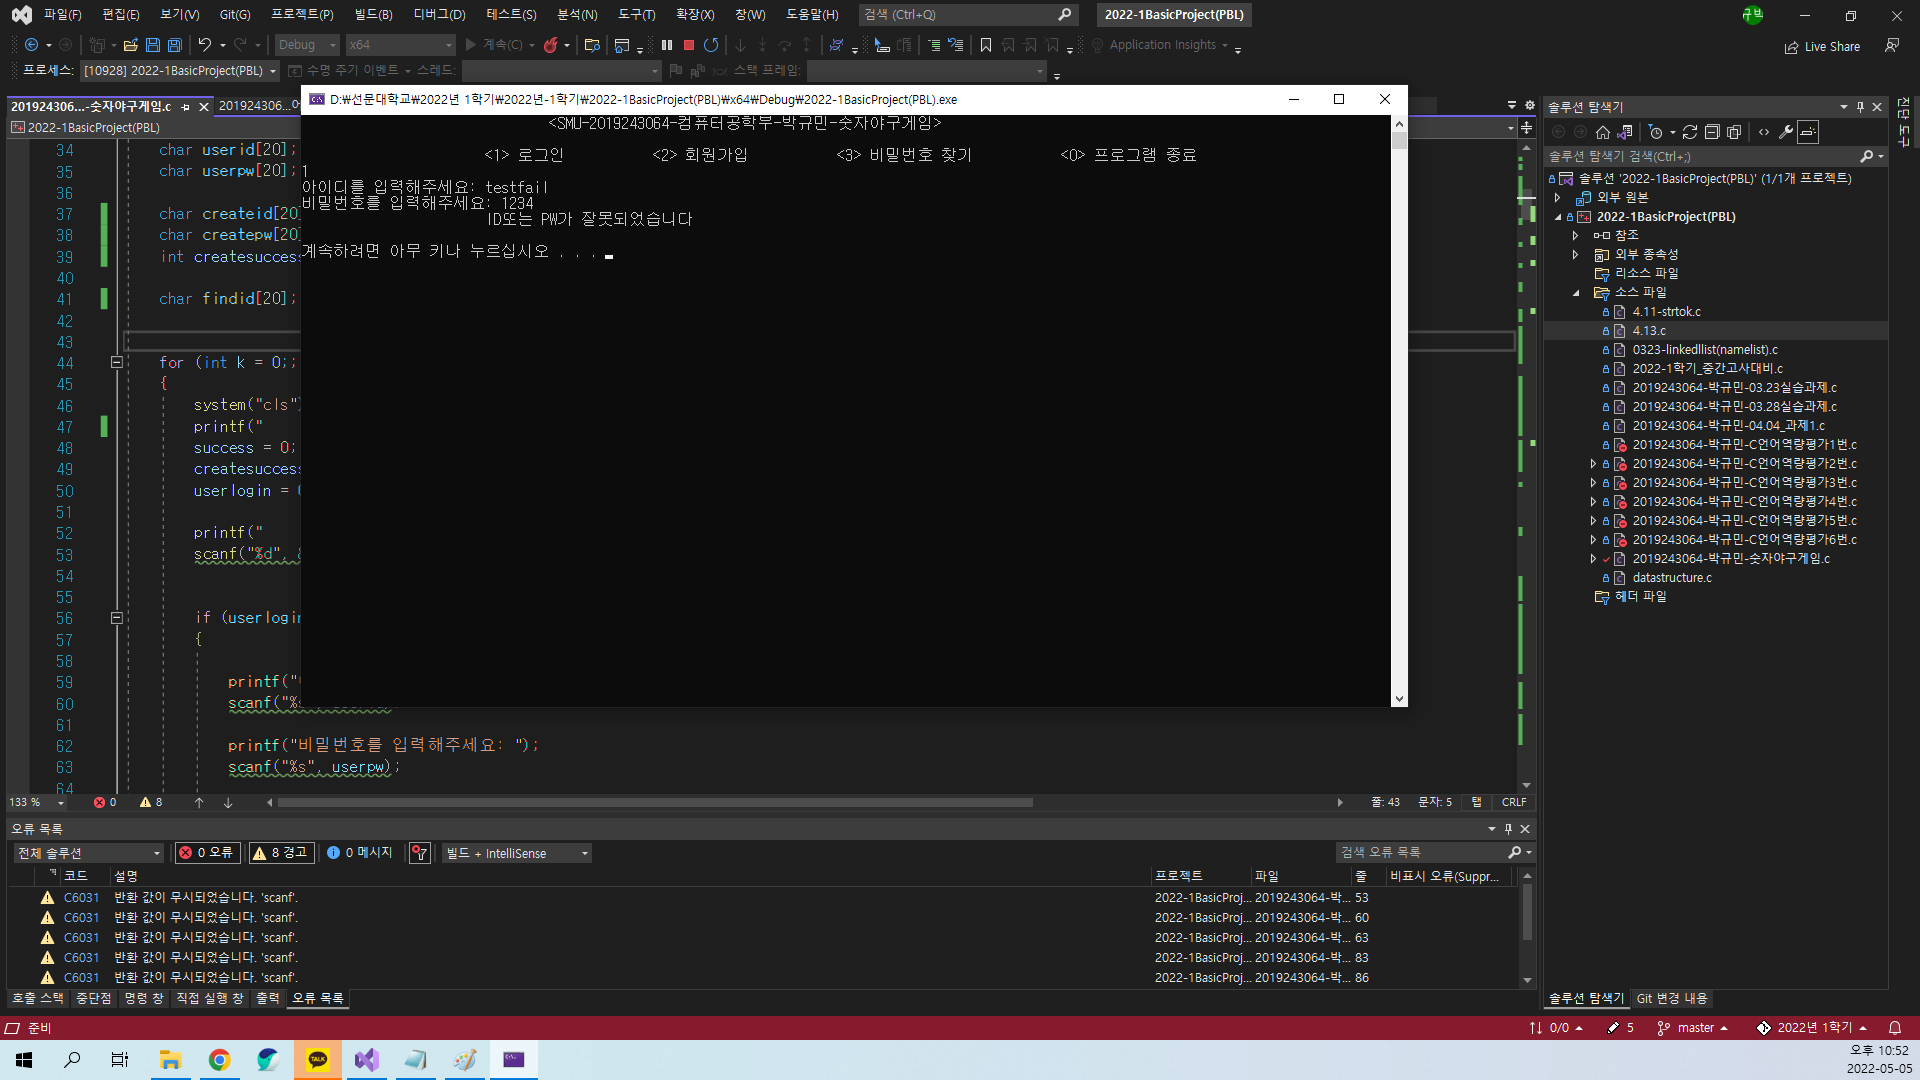 파일(F) 편집(E) 보기(V) Git(G) 프로젝트(P) 빌드(B) 디버그(D) 테스트(S) 분석(N) 도구(T) 확장(X) 창(W) 도움말(H) 검색 (Ctrl+Q) 2022-1BasicProject(PBL) 규박
Debug x64 계속(C) Application Insights Live Share
프로세스: [10928] 2022-1BasicProject(PBL) 수명 주기 이벤트 스레드: 스택 프레임:
201924306...-숫자야구게임.c 2019243064...
2022-1BasicProject(PBL)
D:\선문대학교\2022년 1학기\2022년-1학기\2022-1BasicProject(PBL)\x64\Debug\2022-1BasicProject(PBL).exe
<SMU-2019243064-컴퓨터공학부-박규민-숫자야구게임>
<1> 로그인 <2> 회원가입 <3> 비밀번호 찾기 <0> 프로그램 종료
1
아이디를 입력해주세요: testfail
비밀번호를 입력해주세요: 1234
ID또는 PW가 잘못되었습니다
계속하려면 아무 키나 누르십시오 . . .
34 char userid[20];
35 char userpw[20];
36
37 char createid[20]
38 char createpw[20]
39 int createsuccess
40
41 char findid[20];
42
43
44 for (int k = 0;;
45 {
46 system("cls")
47 printf("
48 success = 0;
49 createsuccess
50 userlogin = 0
51
52 printf("
53 scanf("%d", &
54
55
56 if (userlogin
57 {
58
59 printf("
60 scanf("%s
61
62 printf("비밀번호를 입력해주세요: ");
63 scanf("%s", userpw);
64
133 % 0 8 줄: 43 문자: 5 탭 CRLF
오류 목록
전체 솔루션 0 오류 8 경고 0 메시지 빌드 + IntelliSense 검색 오류 목록
코드 설명 프로젝트 파일 줄 비표시 오류(Suppr...
C6031 반환 값이 무시되었습니다. 'scanf'. 2022-1BasicProj... 2019243064-박... 53
C6031 반환 값이 무시되었습니다. 'scanf'. 2022-1BasicProj... 2019243064-박... 60
C6031 반환 값이 무시되었습니다. 'scanf'. 2022-1BasicProj... 2019243064-박... 63
C6031 반환 값이 무시되었습니다. 'scanf'. 2022-1BasicProj... 2019243064-박... 83
C6031 반환 값이 무시되었습니다. 'scanf'. 2022-1BasicProj... 2019243064-박... 86
호출 스택 중단점 명령 창 직접 실행 창 출력 오류 목록
솔루션 탐색기
솔루션 탐색기 검색(Ctrl+;)
솔루션 '2022-1BasicProject(PBL)' (1/1개 프로젝트)
외부 원본
2022-1BasicProject(PBL)
참조
외부 종속성
리소스 파일
소스 파일
4.11-strtok.c
4.13.c
0323-linkedllist(namelist).c
2022-1학기_중간고사대비.c
2019243064-박규민-03.23실습과제.c
2019243064-박규민-03.28실습과제.c
2019243064-박규민-04.04_과제1.c
2019243064-박규민-C언어역량평가1번.c
2019243064-박규민-C언어역량평가2번.c
2019243064-박규민-C언어역량평가3번.c
2019243064-박규민-C언어역량평가4번.c
2019243064-박규민-C언어역량평가5번.c
2019243064-박규민-C언어역량평가6번.c
2019243064-박규민-숫자야구게임.c
datastructure.c
헤더 파일
솔루션 탐색기 Git 변경 내용
진단 도구
준비 0/0 5 master 2022년 1학기
TALK
오후 10:52
2022-05-05